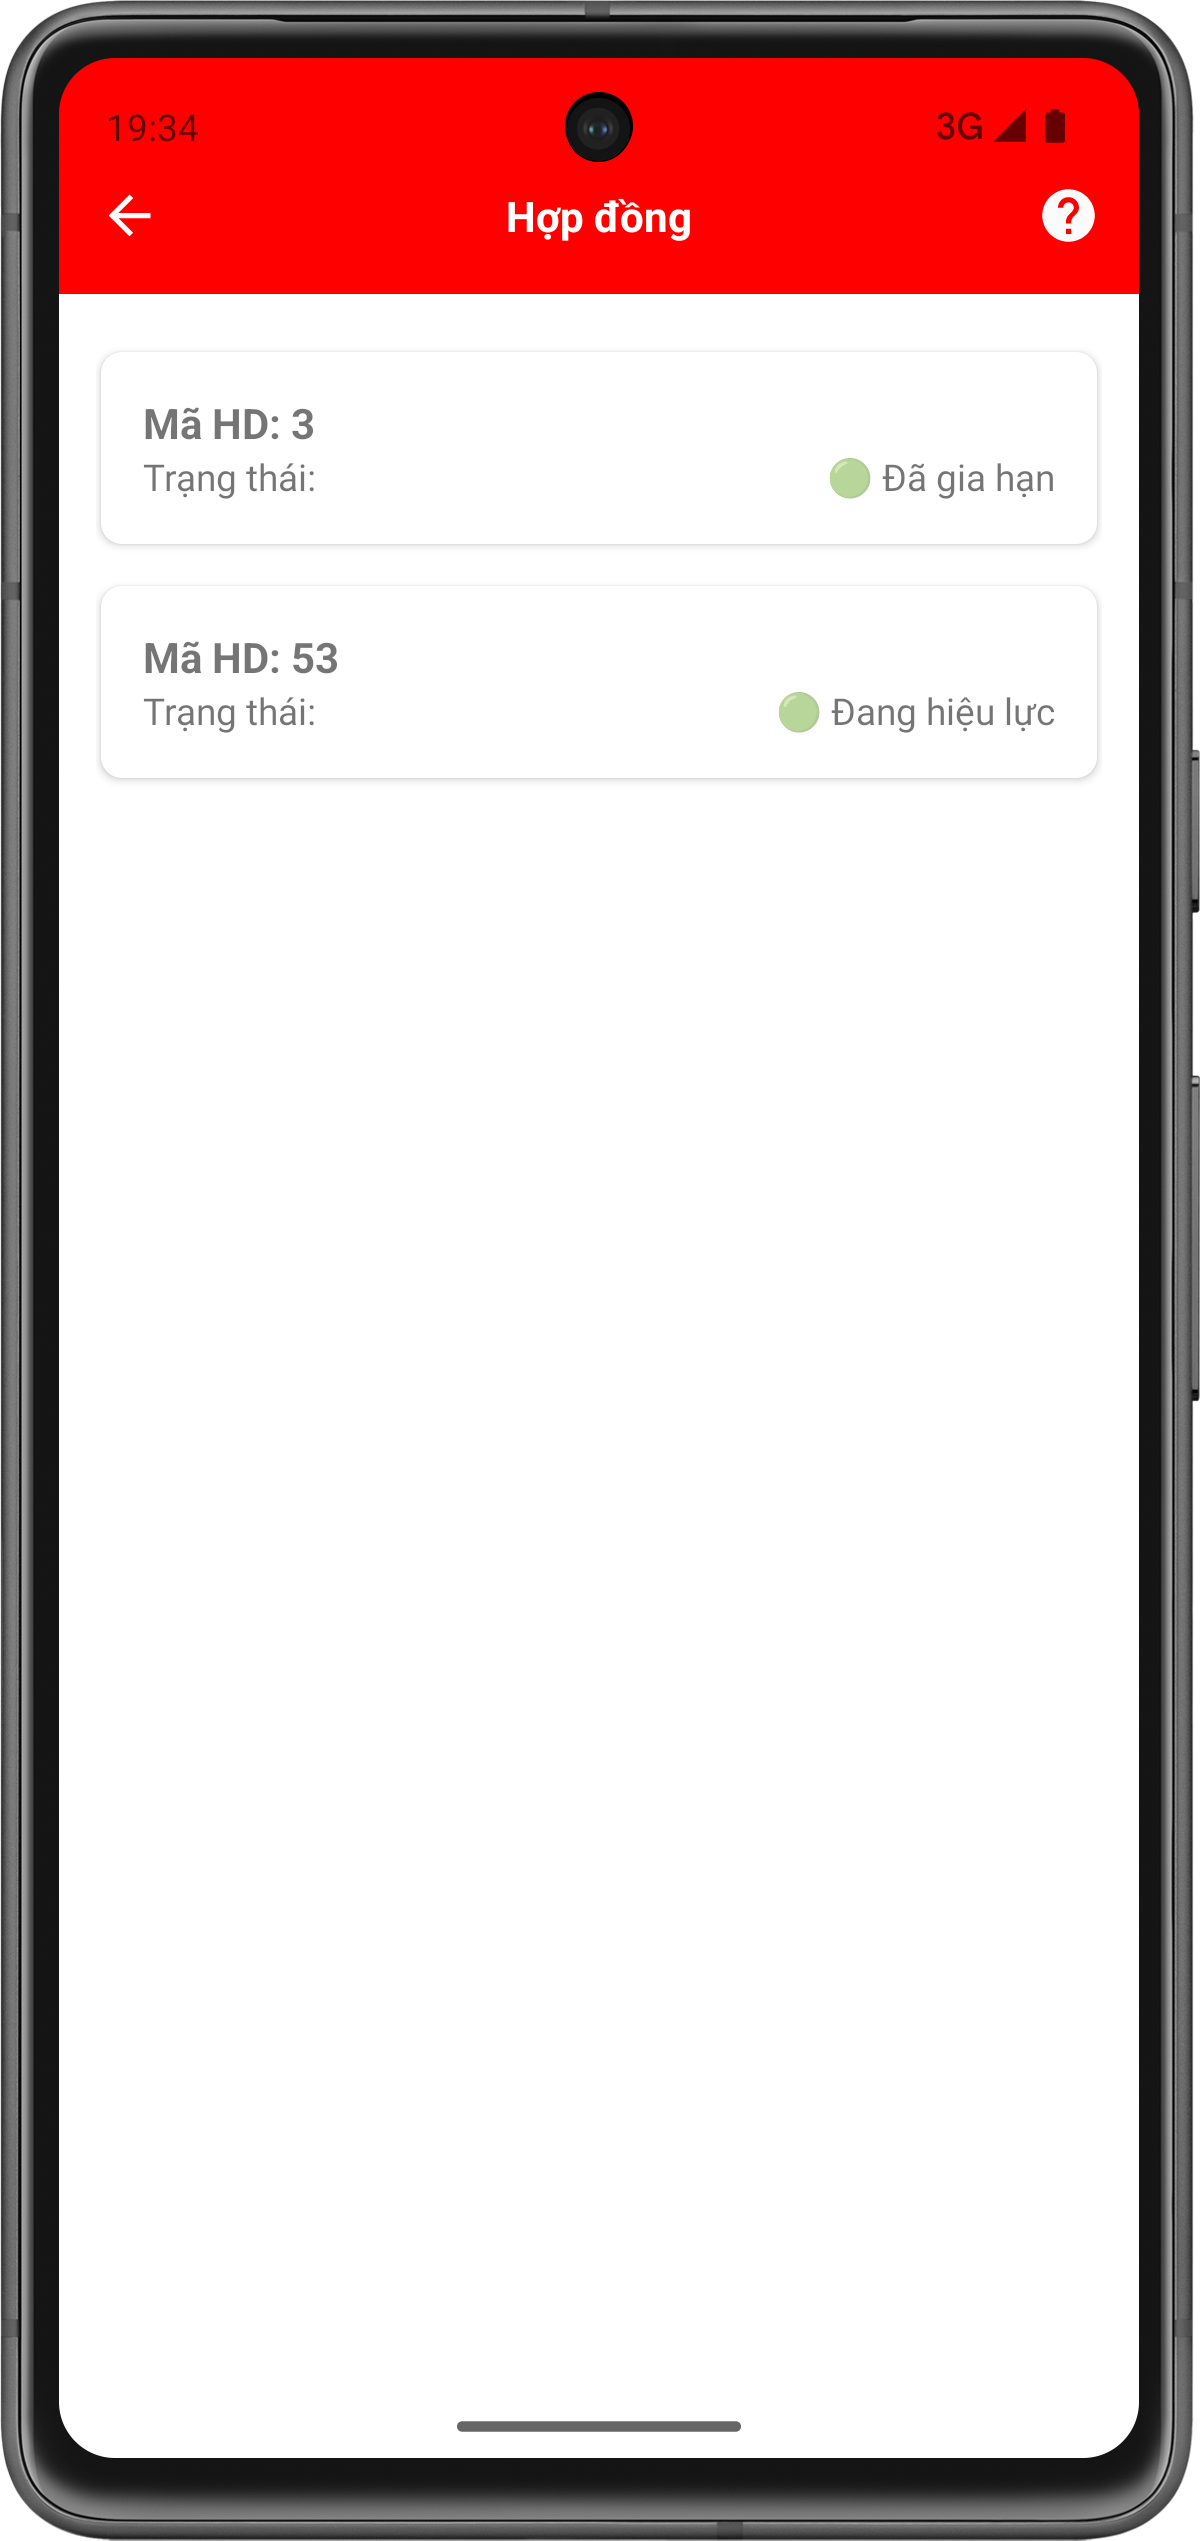 19:34 3G
Hợp đồng
Mã HD: 3
Trạng thái: Đã gia hạn
Mã HD: 53
Trạng thái: Đang hiệu lực